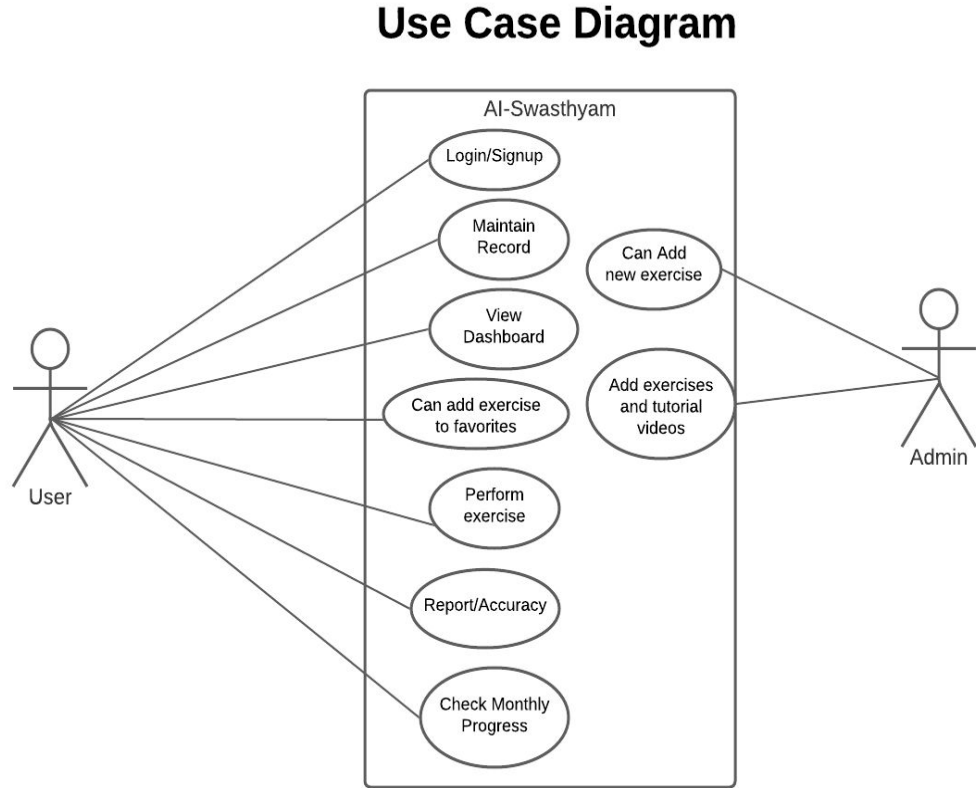 Use Case Diagram
AI-Swasthyam
Login/Signup
Maintain
Record
View
Dashboard
Can add exercise
to favorites
Perform
exercise
Report/Accuracy
Check Monthly
Progress
Can Add
new exercise
Add exercises
and tutorial
videos
User
Admin